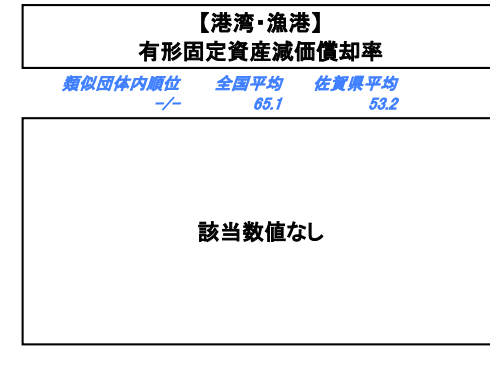 【港湾・漁港】
有形固定資産減価償却率
類似団体内順位 全国平均 佐賀県平均
-/- 65.1 53.2
該当数値なし